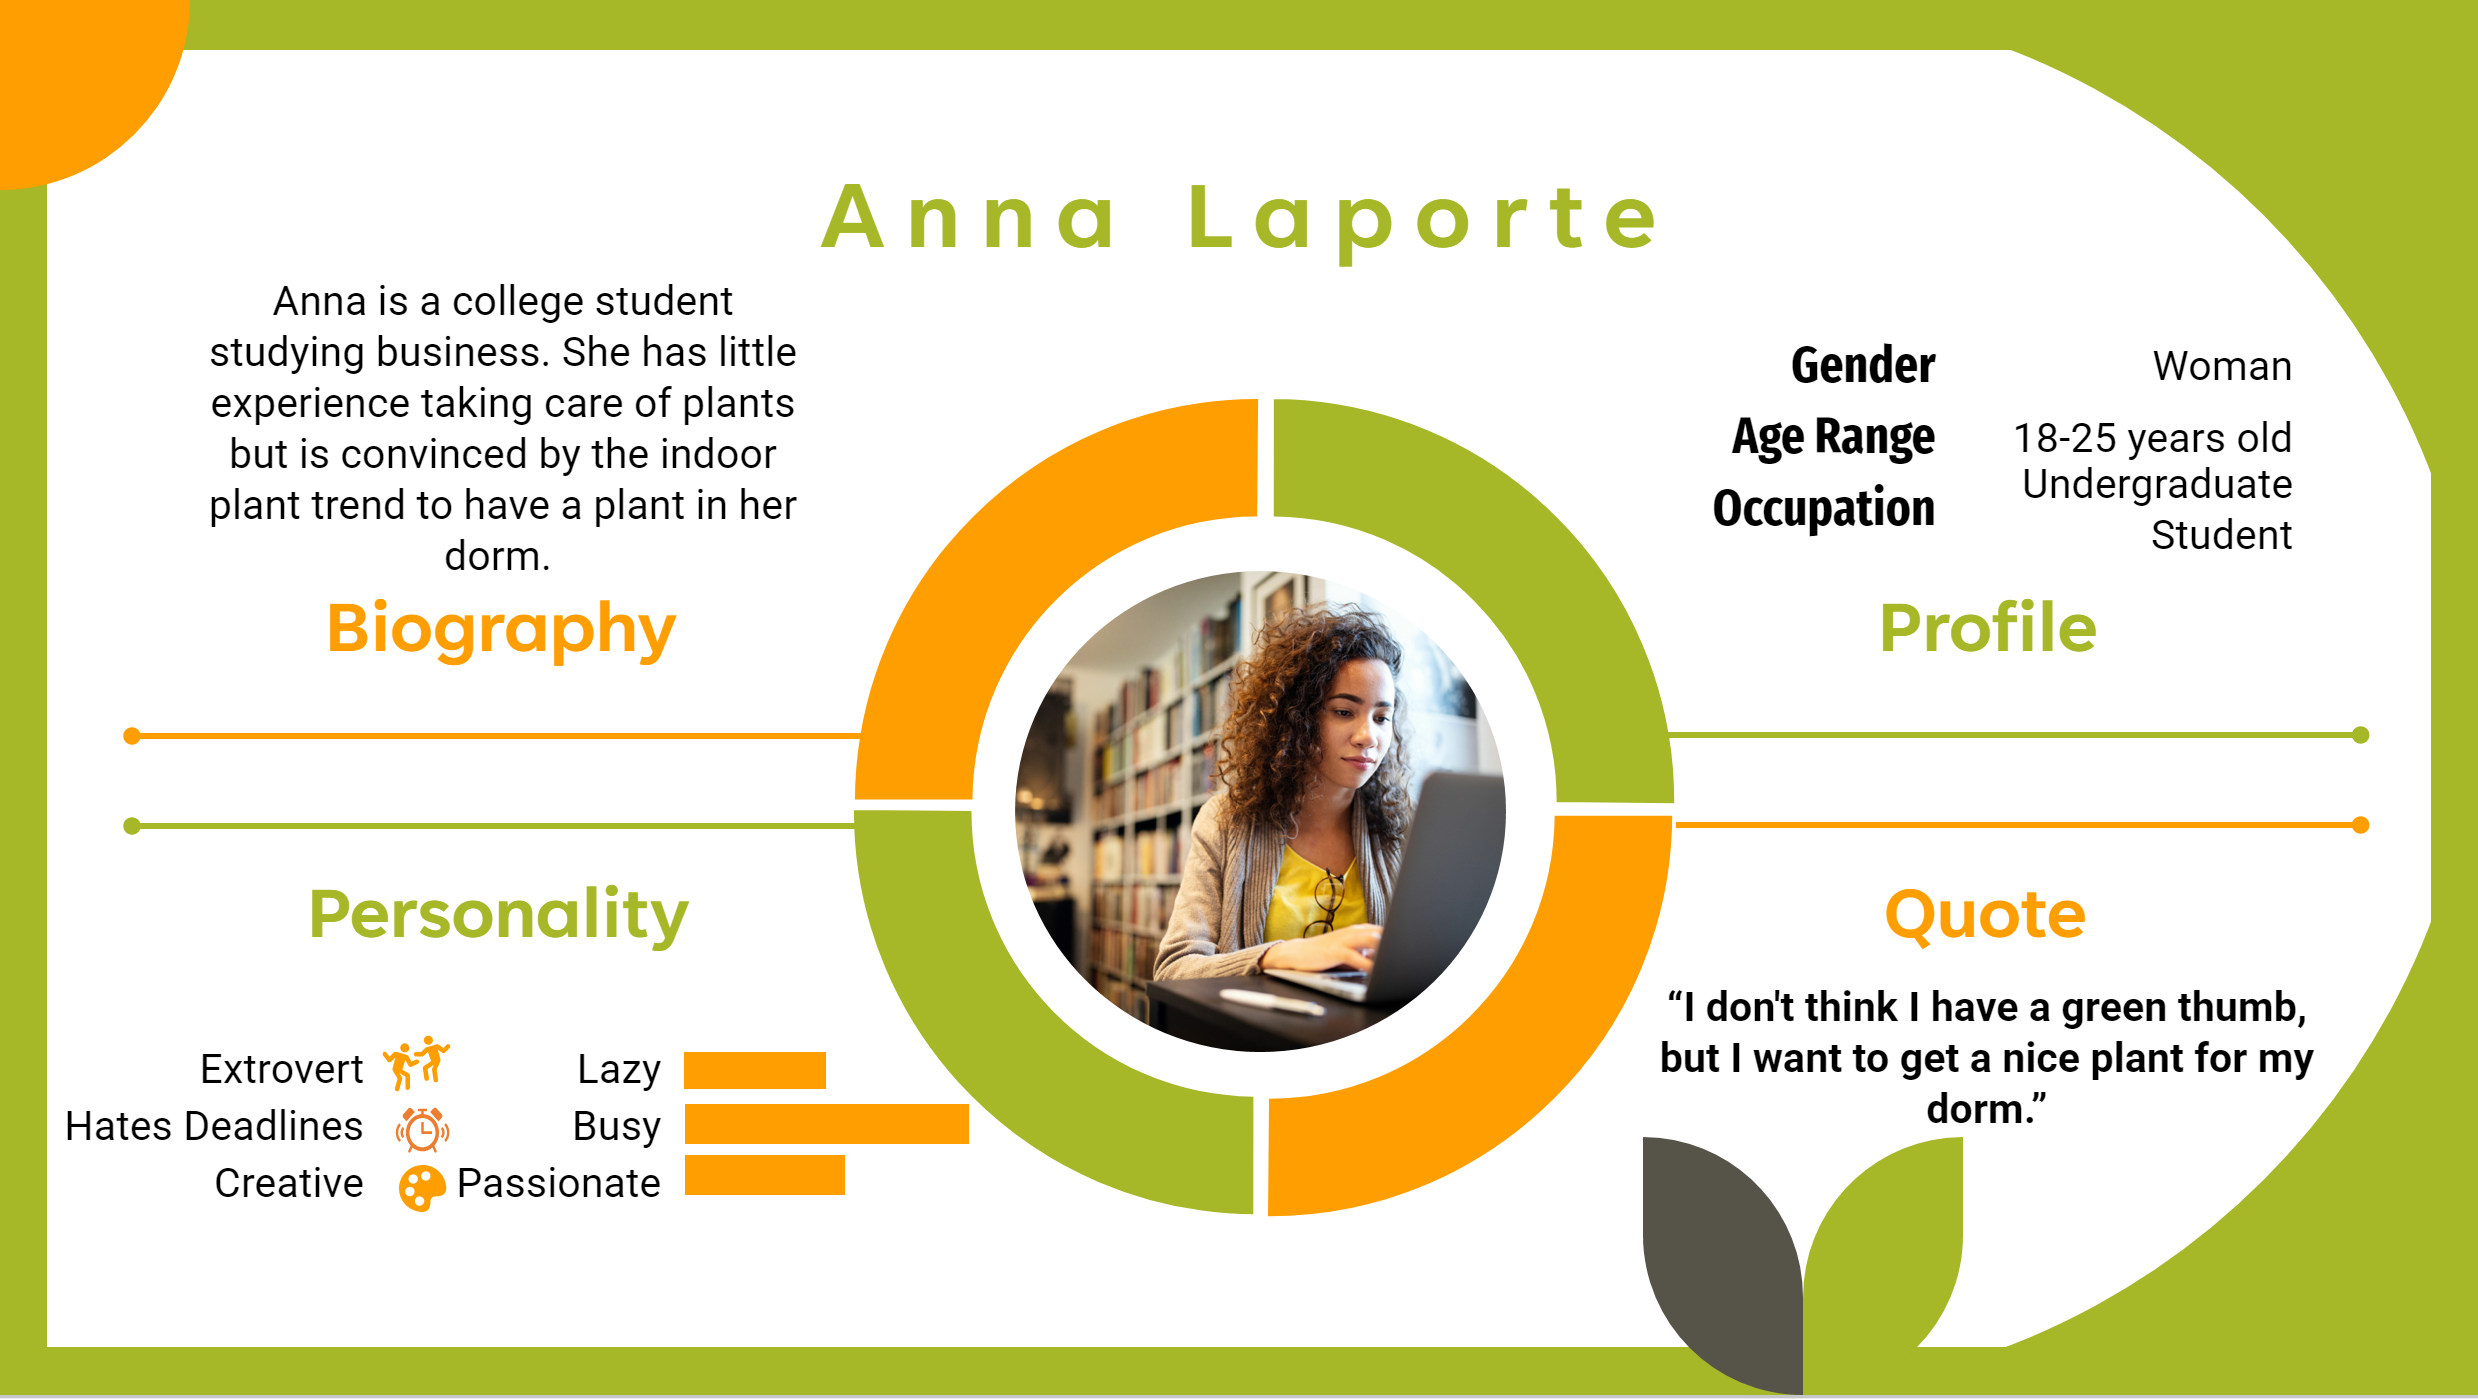 Anna Laporte
Anna is a college student
studying business. She has little
experience taking care of plants
but is convinced by the indoor
plant trend to have a plant in her
dorm.
Biography
Gender Woman
Age Range 18-25 years old
Occupation Undergraduate
Student
Profile
Personality
Extrovert Lazy
Hates Deadlines Busy
Creative Passionate
Quote
“I don't think I have a green thumb,
but I want to get a nice plant for my
dorm.”